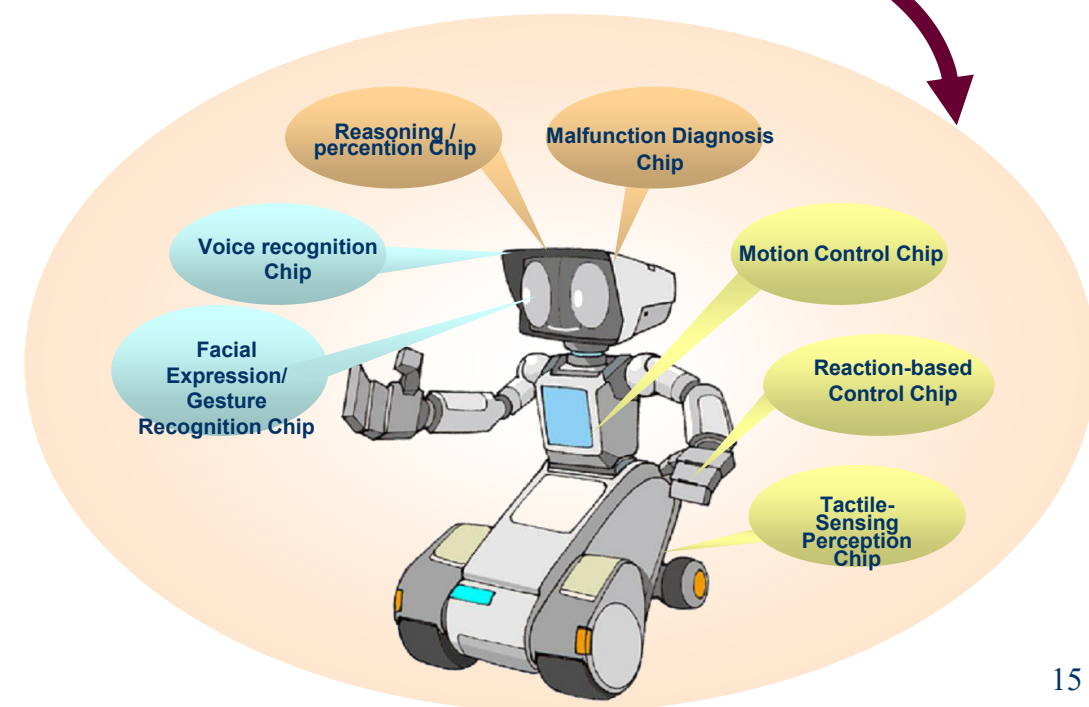 Reasoning /
percention Chip
Malfunction Diagnosis
Chip
Voice recognition
Chip
Motion Control Chip
Facial
Expression/
Gesture
Recognition Chip
Reaction-based
Control Chip
Tactile-
Sensing
Perception
Chip
15